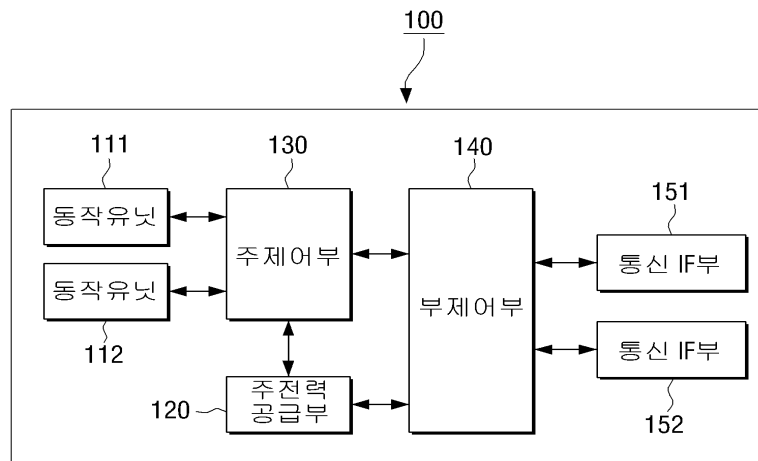 100
111
130
140
151
동작유닛
주제어부
부제어부
통신 IF부
동작유닛
112
통신 IF부
152
120
주전력
공급부